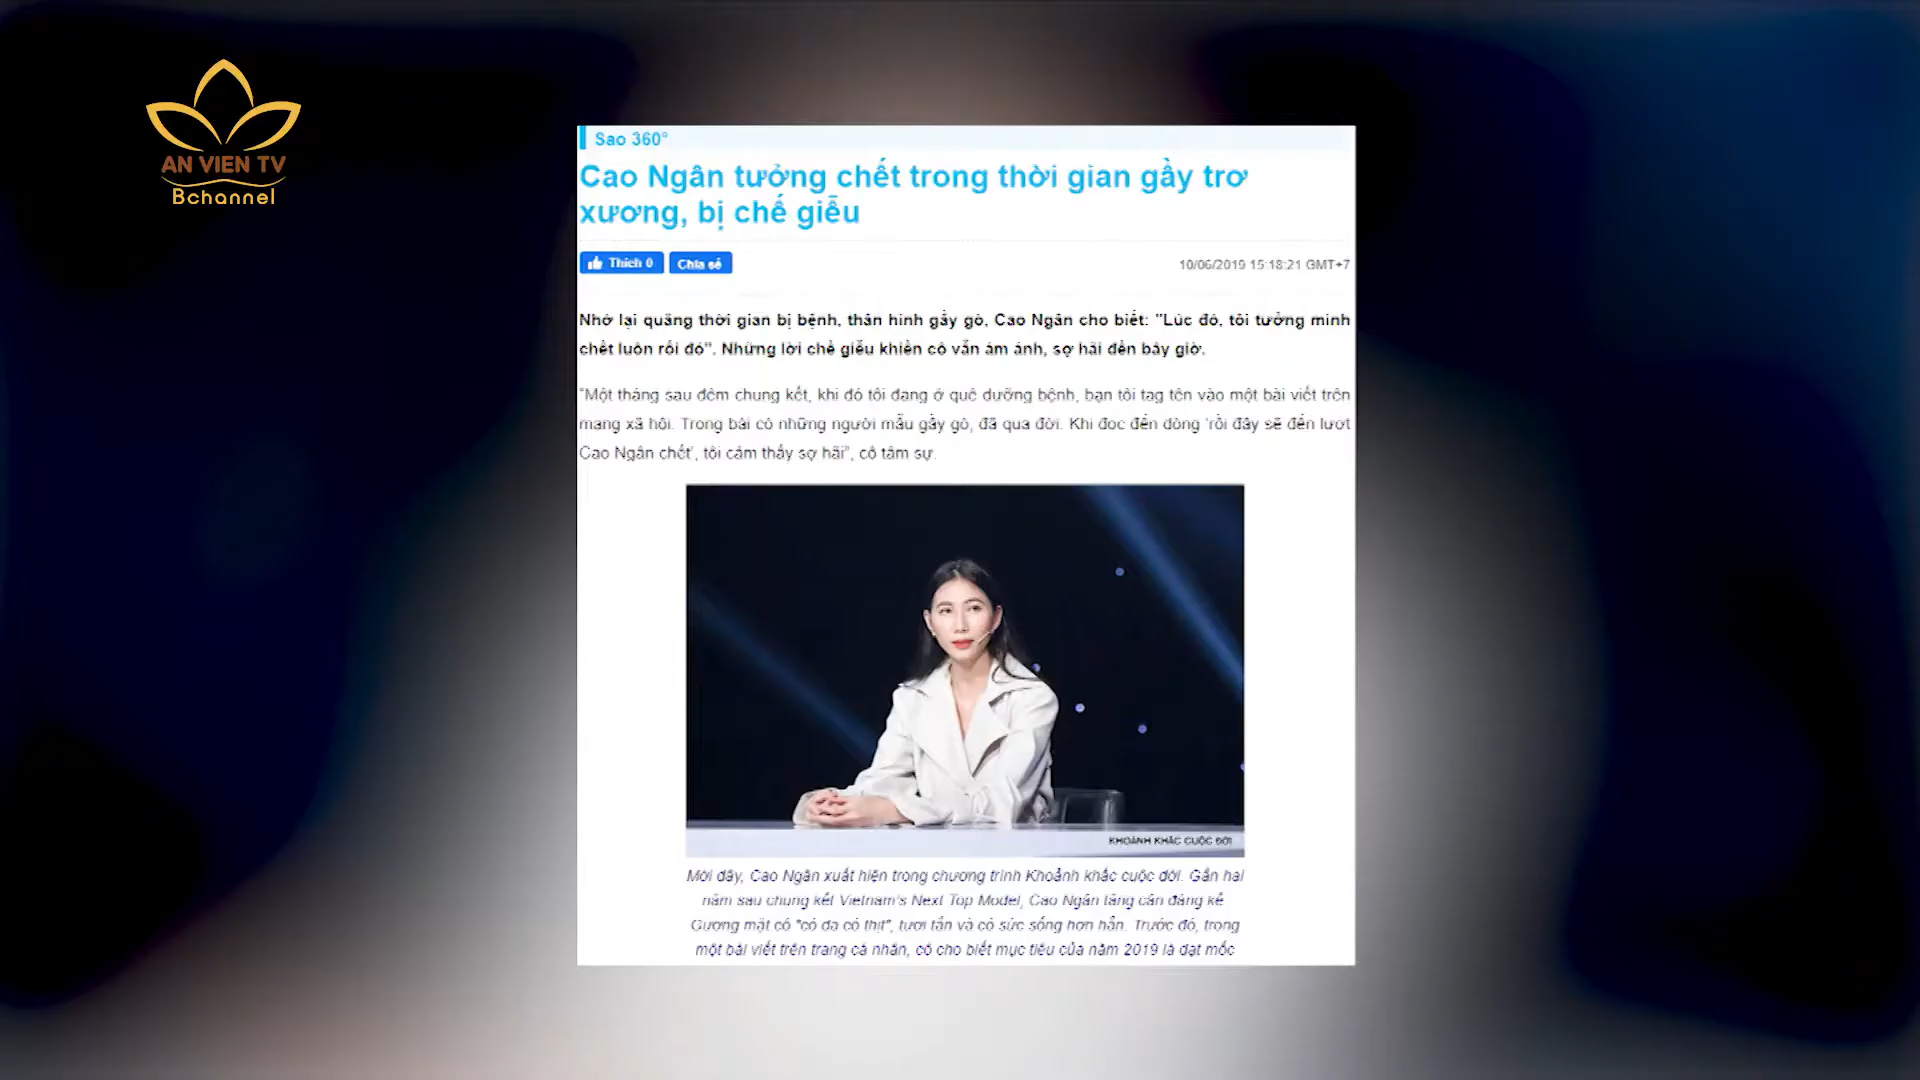 AN VIEN TV
Bchannel
Sao 360°
Cao Ngân tưởng chết trong thời gian gầy trơ
xương, bị chế giễu
Thích 0
Chia sẻ
10/06/2019 15:18:21 GMT+7
Nhớ lại quãng thời gian bị bệnh, thân hình gầy gò, Cao Ngân cho biết: "Lúc đó, tôi tưởng mình
chết luôn rồi đó". Những lời chế giễu khiến cô vẫn ám ảnh, sợ hãi đến bây giờ.
"Một tháng sau đêm chung kết, khi đó tôi đang ở quê dưỡng bệnh, bạn tôi tag tên vào một bài viết trên
mạng xã hội. Trong bài có những người mẫu gầy gò, đã qua đời. Khi đọc đến dòng 'rồi đây sẽ đến lượt
Cao Ngân chết', tôi cảm thấy sợ hãi", cô tâm sự.
KHOẢNH KHẮC CUỘC ĐỜI
Mới đây, Cao Ngân xuất hiện trong chương trình Khoảnh khắc cuộc đời. Gần hai
năm sau chung kết Vietnam's Next Top Model, Cao Ngân tăng cân đáng kể
Gương mặt cô "có da có thịt", tươi tắn và có sức sống hơn hẳn. Trước đó, trong
một bài viết trên trang cá nhân, cô cho biết mục tiêu của năm 2019 là đạt mốc